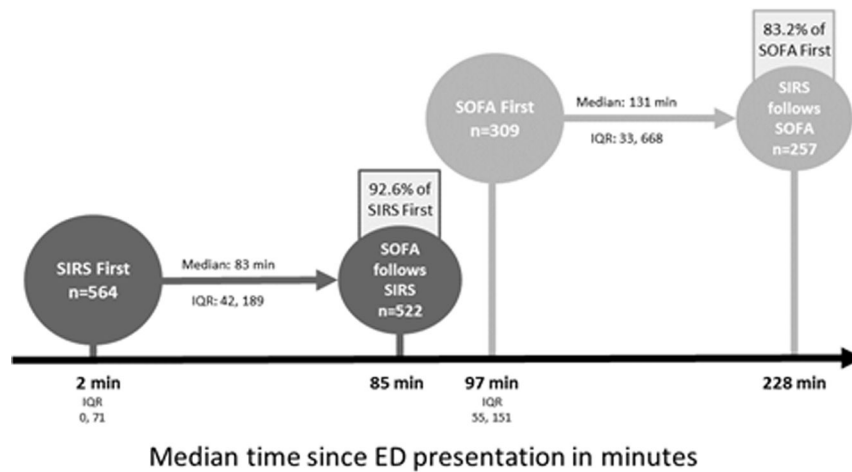 83.2% of
SOFA First
SOFA First
n=309
Median: 131 min
IQR: 33, 668
SIRS
follows
SOFA
n=257
92.6% of
SIRS First
SIRS First
n=564
Median: 83 min
IQR: 42, 189
SOFA
follows
SIRS
n=522
2 min
IQR
0, 71
85 min
97 min
IQR
55, 151
228 min
Median time since ED presentation in minutes